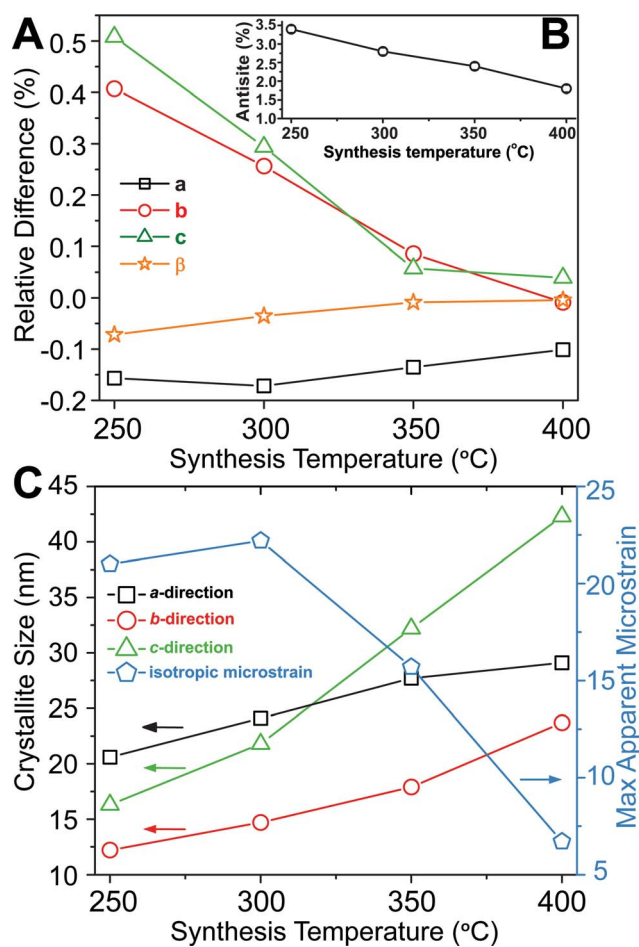 A
B
Relative Difference (%)
0.5
0.4
0.3
0.2
0.1
0.0
-0.1
-0.2
a
b
c
β
250
300
350
400
Synthesis Temperature (°C)
Antisite (%)
3.5
3.0
2.5
2.0
1.5
1.0
250
300
350
400
Synthesis temperature (°C)
C
Crystallite Size (nm)
45
40
35
30
25
20
15
10
a-direction
b-direction
c-direction
isotropic microstrain
25
20
15
10
5
Max Apparent Microstrain
250
300
350
400
Synthesis Temperature (°C)